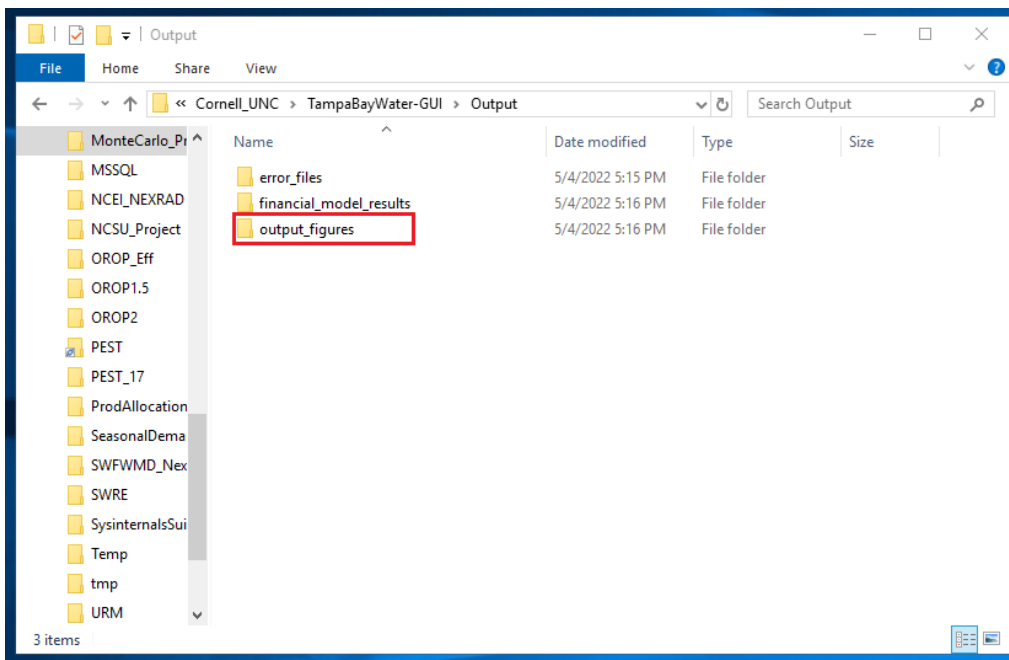 Output
File Home Share View
« Cornell_UNC > TampaBayWater-GUI > Output Search Output
MonteCarlo_Pr
MSSQL
NCEI_NEXRAD
NCSU_Project
OROP_Eff
OROP1.5
OROP2
PEST
PEST_17
ProdAllocation
SeasonalDema
SWFWMD_Nex
SWRE
SysinternalsSui
Temp
tmp
URM
Name Date modified Type Size
error_files 5/4/2022 5:15 PM File folder
financial_model_results 5/4/2022 5:16 PM File folder
output_figures 5/4/2022 5:16 PM File folder
3 items